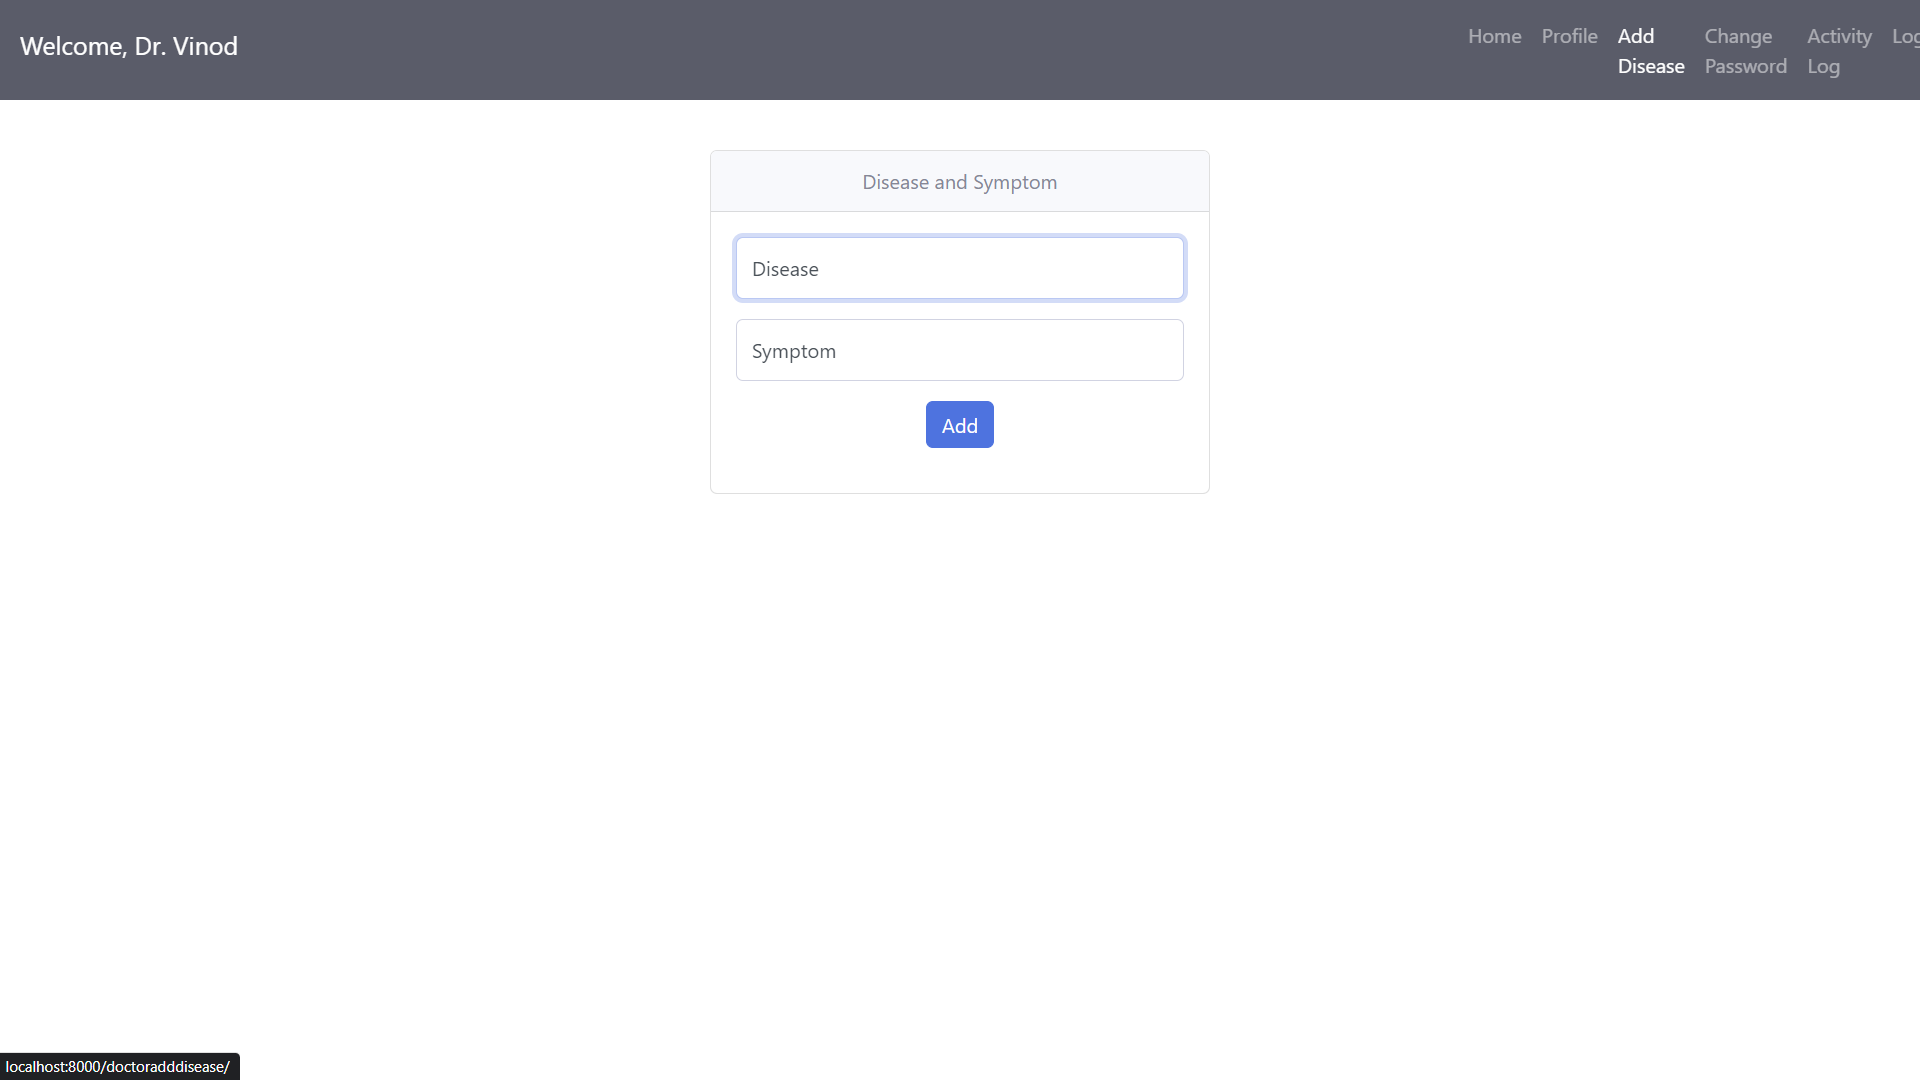 Welcome, Dr. Vinod
Home Profile Add Disease Change Password Activity Log
Disease and Symptom
Disease
Symptom
Add
localhost:8000/doctoradddisease/